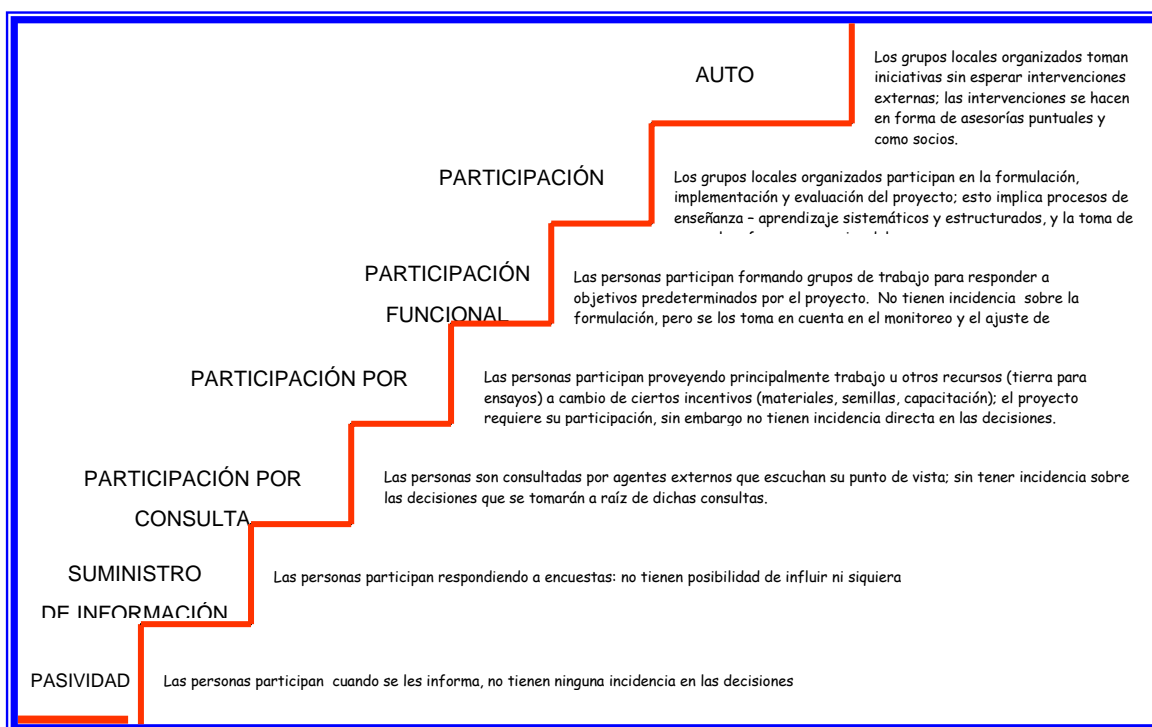 AUTO
Los grupos locales organizados toman
iniciativas sin esperar intervenciones
externas; las intervenciones se hacen
en forma de asesorías puntuales y
como socios.
PARTICIPACIÓN
Los grupos locales organizados participan en la formulación,
implementación y evaluación del proyecto; esto implica procesos de
enseñanza – aprendizaje sistemáticos y estructurados, y la toma de
PARTICIPACIÓN
FUNCIONAL
Las personas participan formando grupos de trabajo para responder a
objetivos predeterminados por el proyecto. No tienen incidencia sobre la
formulación, pero se los toma en cuenta en el monitoreo y el ajuste de
PARTICIPACIÓN POR
Las personas participan proveyendo principalmente trabajo u otros recursos (tierra para
ensayos) a cambio de ciertos incentivos (materiales, semillas, capacitación); el proyecto
requiere su participación, sin embargo no tienen incidencia directa en las decisiones.
PARTICIPACIÓN POR
CONSULTA
Las personas son consultadas por agentes externos que escuchan su punto de vista; sin tener incidencia sobre
las decisiones que se tomarán a raíz de dichas consultas.
SUMINISTRO
DE INFORMACIÓN
Las personas participan respondiendo a encuestas: no tienen posibilidad de influir ni siquiera
PASIVIDAD
Las personas participan cuando se les informa, no tienen ninguna incidencia en las decisiones